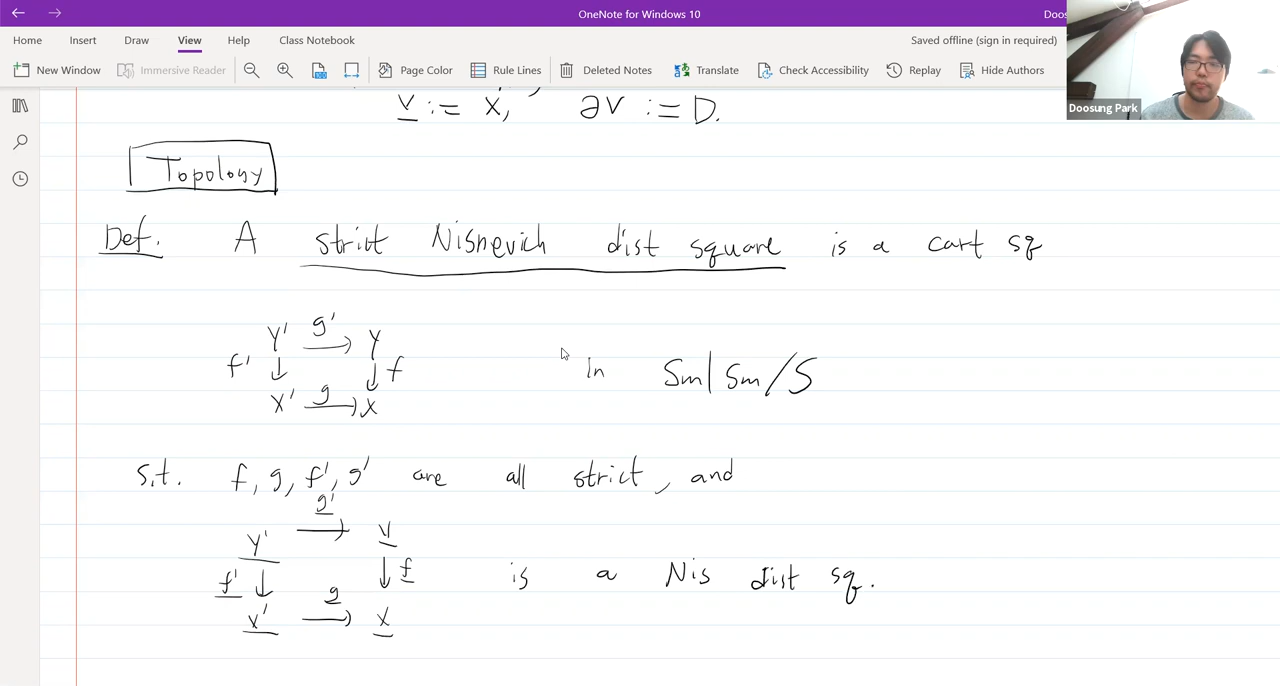 OneNote for Windows 10
Doos
Home Insert Draw View Help Class Notebook
Saved offline (sign in required)
New Window Immersive Reader Page Color Rule Lines Deleted Notes Translate Check Accessibility Replay Hide Authors
Doosung Park
V := X, ∂V := D.
Topology
Def. A strict Nisnevich dist square is a cart sq
Y' g' Y
f' f
X' g X
in Sm|Sm/S
s.t. f, g, f', g' are all strict, and
g'
Y' Y
f' f
g
X' X
is a Nis dist sq.